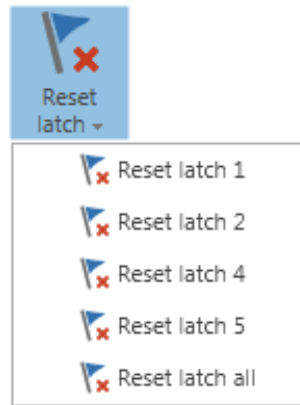 Reset
latch
Reset latch 1
Reset latch 2
Reset latch 4
Reset latch 5
Reset latch all